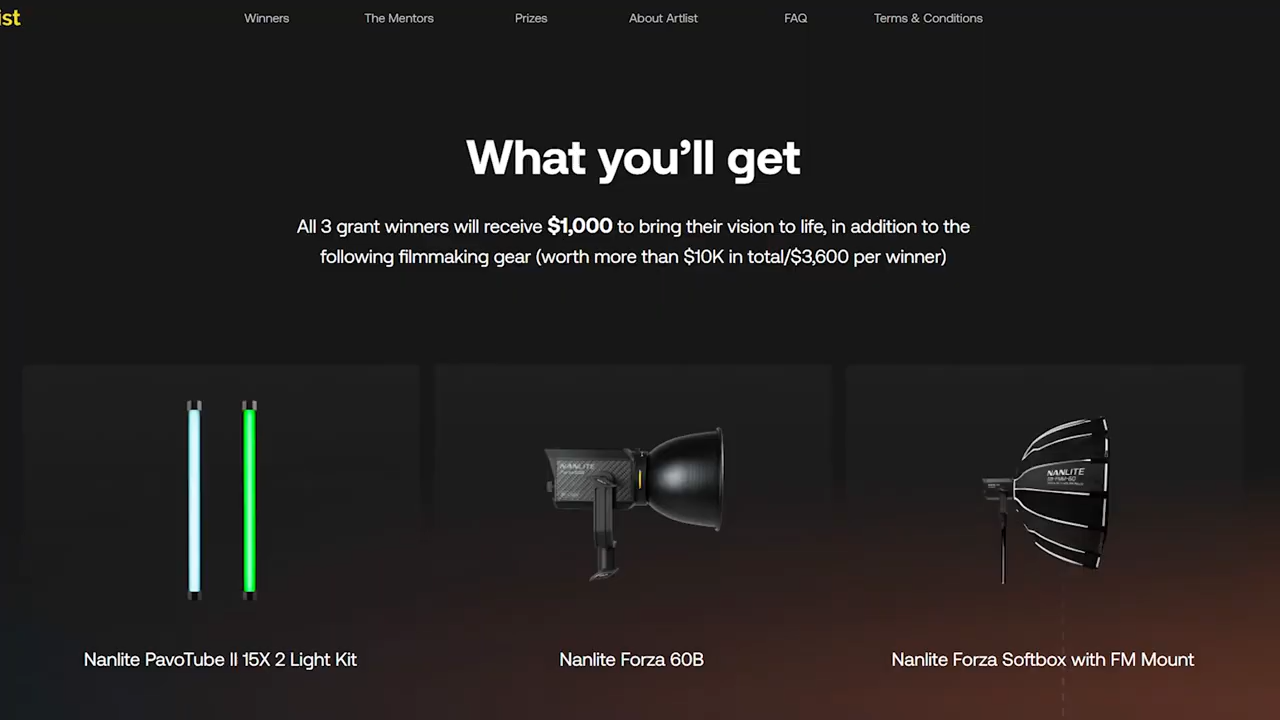 ist
Winners
The Mentors
Prizes
About Artlist
FAQ
Terms & Conditions
What you’ll get
All 3 grant winners will receive $1,000 to bring their vision to life, in addition to the
following filmmaking gear (worth more than $10K in total/$3,600 per winner)
NANLITE
NANLITE
Nanlite PavoTube II 15X 2 Light Kit
Nanlite Forza 60B
Nanlite Forza Softbox with FM Mount